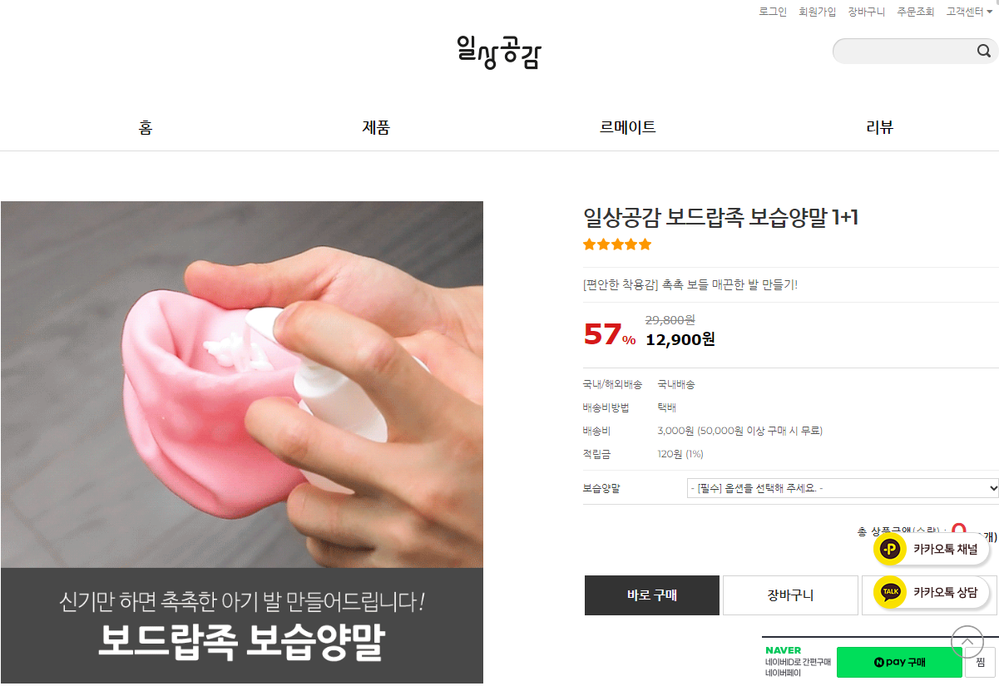 로그인 회원가입 장바구니 주문조회 고객센터
일상공감
홈 제품 르메이트 리뷰
일상공감 보드랍족 보습양말 1+1
[편안한 착용감] 촉촉 보들 매끈한 발 만들기!
57% 29,800원
12,900원
국내/해외배송 국내배송
배송비방법 택배
배송비 3,000원 (50,000원 이상 구매 시 무료)
적립금 120원 (1%)
보습양말 - [필수] 옵션을 선택해 주세요. -
총 상품금액(수량) : 0 개)
카카오톡 채널
바로 구매 장바구니
TALK 카카오톡 상담
신기만 하면 촉촉한 아기 발 만들어드립니다!
보드랍족 보습양말
NAVER
네이버ID로 간편구매
네이버페이
N pay 구매 찜